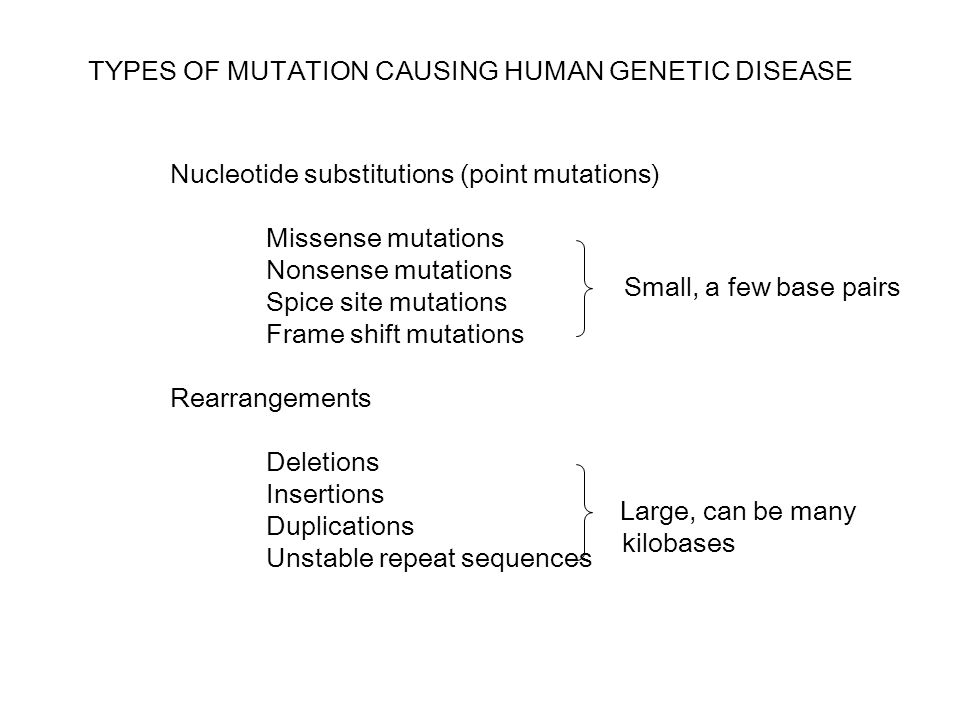 TYPES OF MUTATION CAUSING HUMAN GENETIC DISEASE
Nucleotide substitutions (point mutations)
Missense mutations
Nonsense mutations
Spice site mutations
Frame shift mutations
Small, a few base pairs
Rearrangements
Deletions
Insertions
Duplications
Unstable repeat sequences
Large, can be many
kilobases